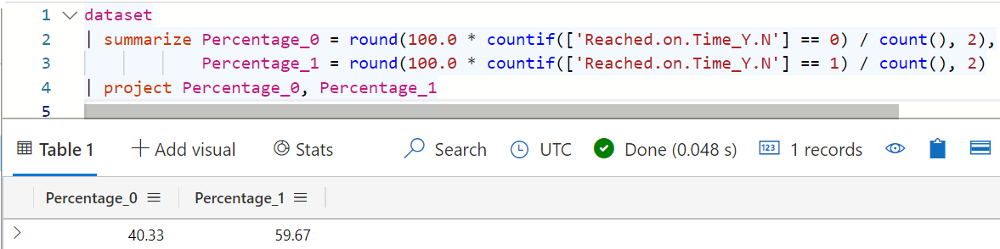 1 dataset
2 | summarize Percentage_0 = round(100.0 * countif(['Reached.on.Time_Y.N'] == 0) / count(), 2),
3 Percentage_1 = round(100.0 * countif(['Reached.on.Time_Y.N'] == 1) / count(), 2)
4 | project Percentage_0, Percentage_1
5
Table 1 Add visual Stats Search UTC Done (0.048 s) 123 1 records
Percentage_0 Percentage_1
40.33 59.67